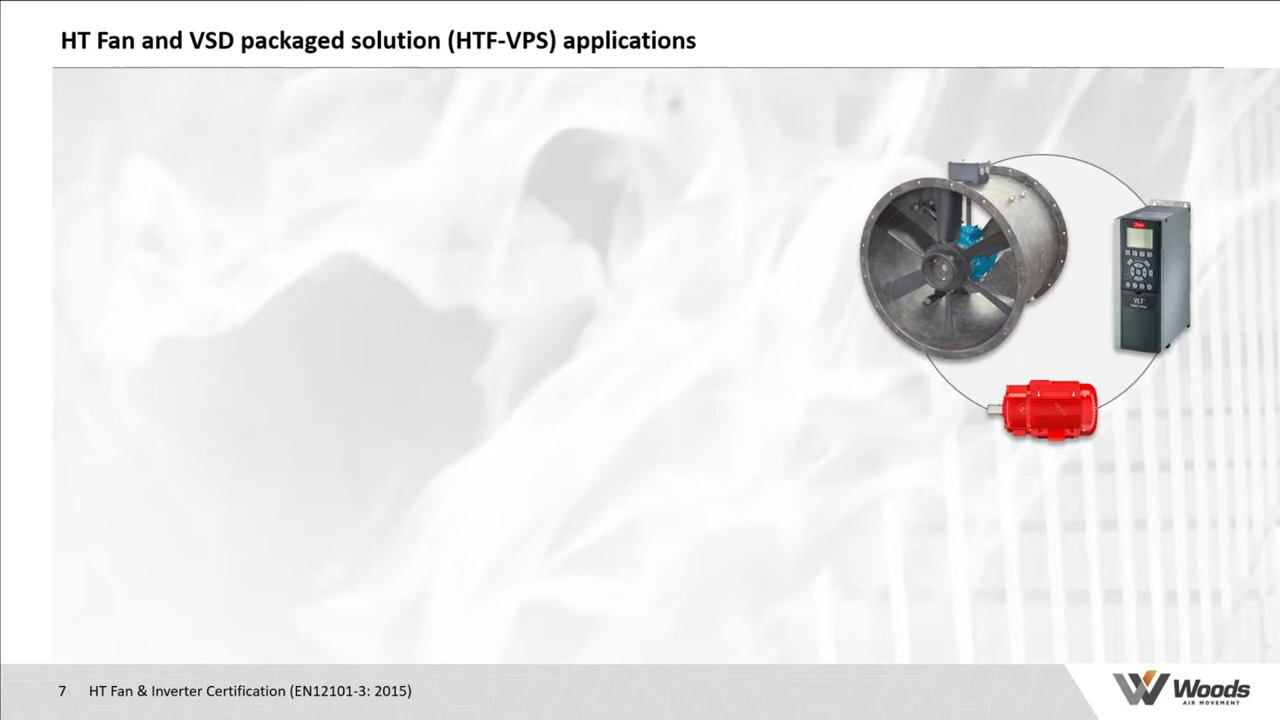 HT Fan and VSD packaged solution (HTF-VPS) applications
VLT
7 HT Fan & Inverter Certification (EN12101-3: 2015)
Woods
AIR MOVEMENT